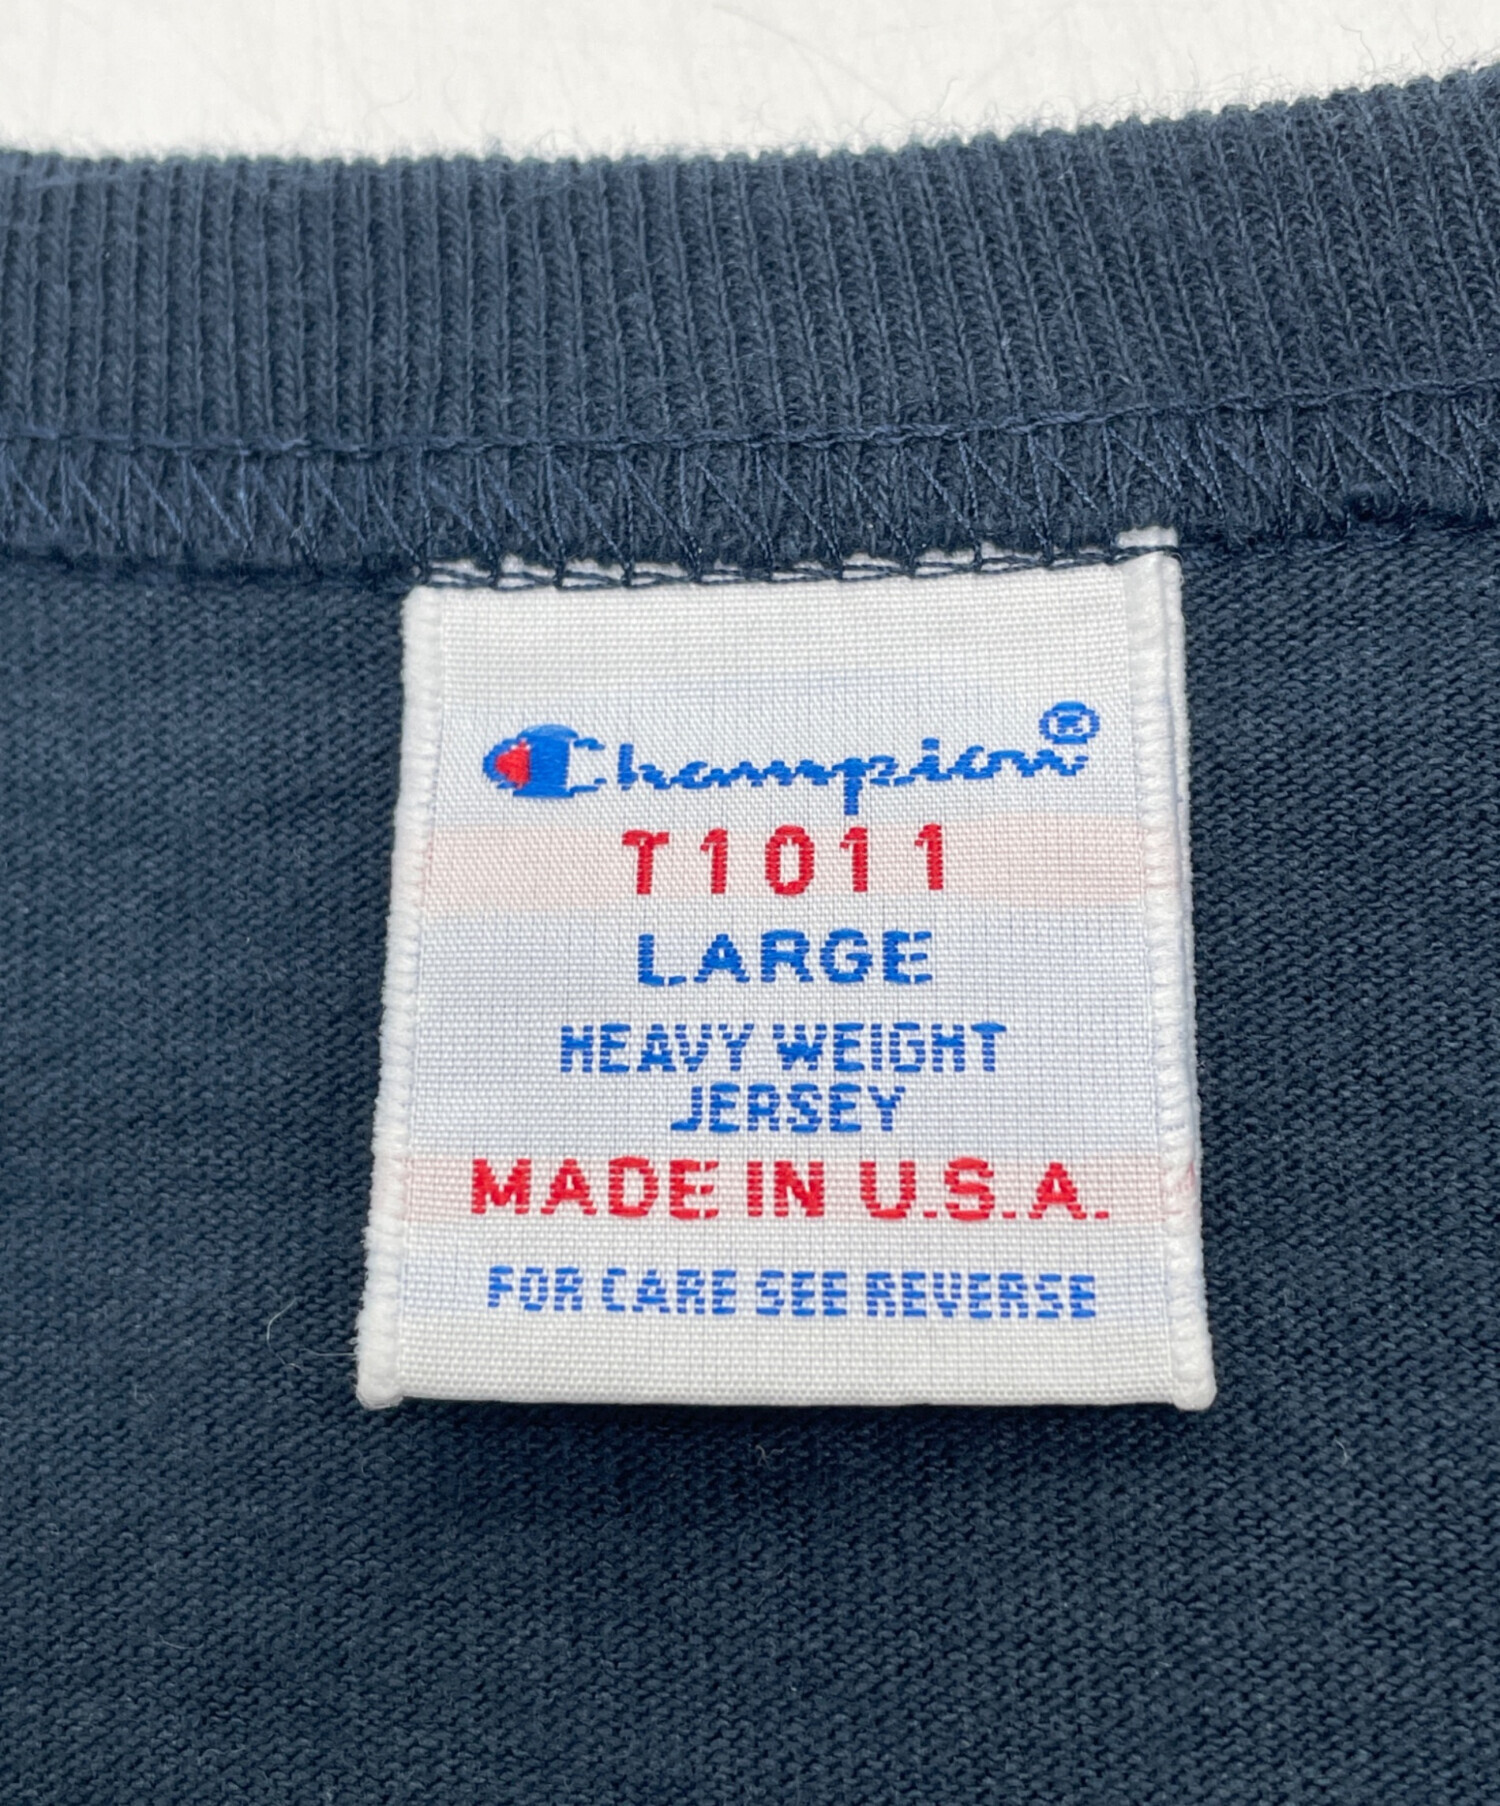 Champion®
T1011
LARGE
HEAVY WEIGHT
JERSEY
MADE IN U.S.A.
FOR CARE SEE REVERSE